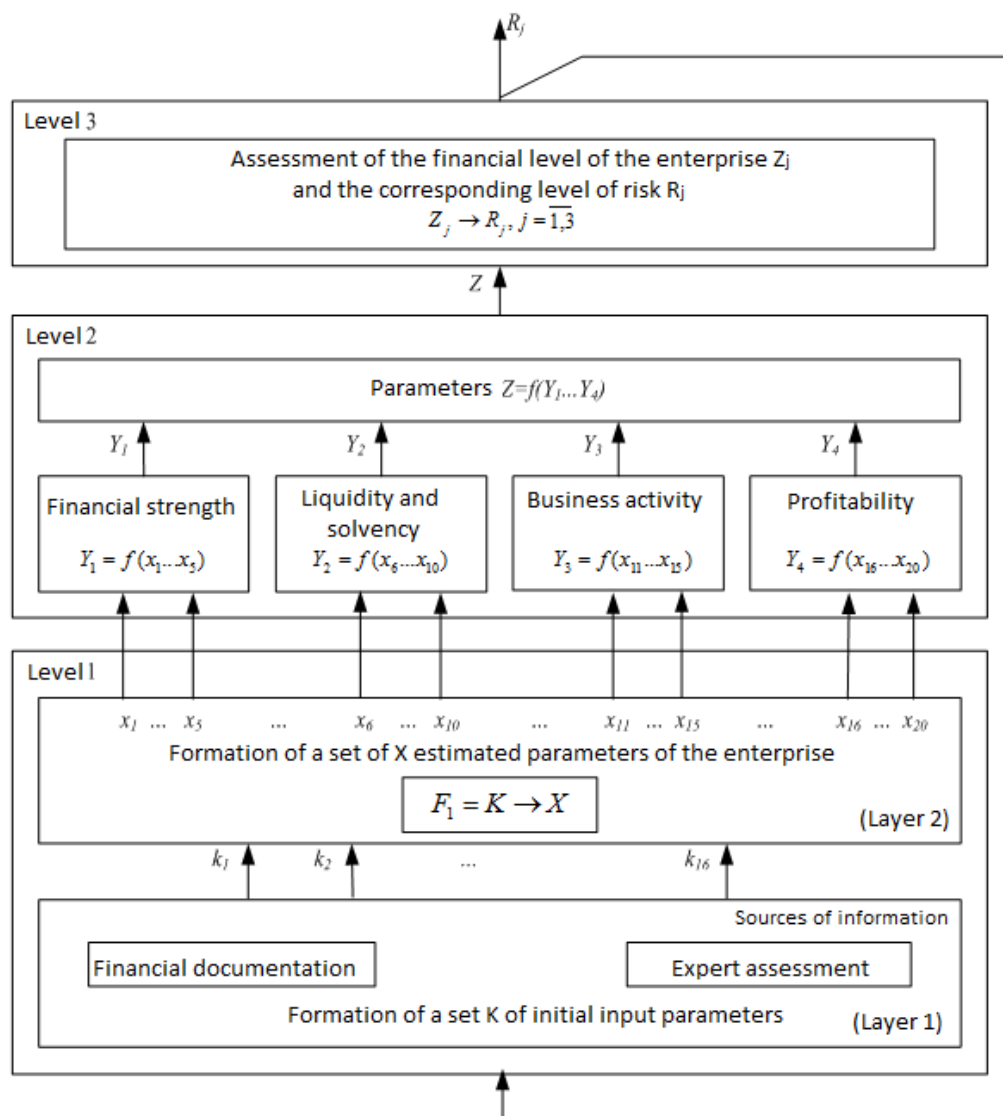 Rj
Level 3
Assessment of the financial level of the enterprise Zj
and the corresponding level of risk Rj
Zj → Rj, j = 1,3
Z
Level 2
Parameters Z=f(Y1...Y4)
Y1 Y2 Y3 Y4
Financial strength
Y1 = f(x1...x5)
Liquidity and
solvency
Y2 = f(x6...x10)
Business activity
Y3 = f(x11...x15)
Profitability
Y4 = f(x16...x20)
Level 1
x1 ... x5 ... x6 ... x10 ... x11 ... x15 ... x16 ... x20
Formation of a set of X estimated parameters of the enterprise
F1 = K → X
(Layer 2)
k1 k2 ... k16
Sources of information
Financial documentation
Expert assessment
Formation of a set K of initial input parameters
(Layer 1)